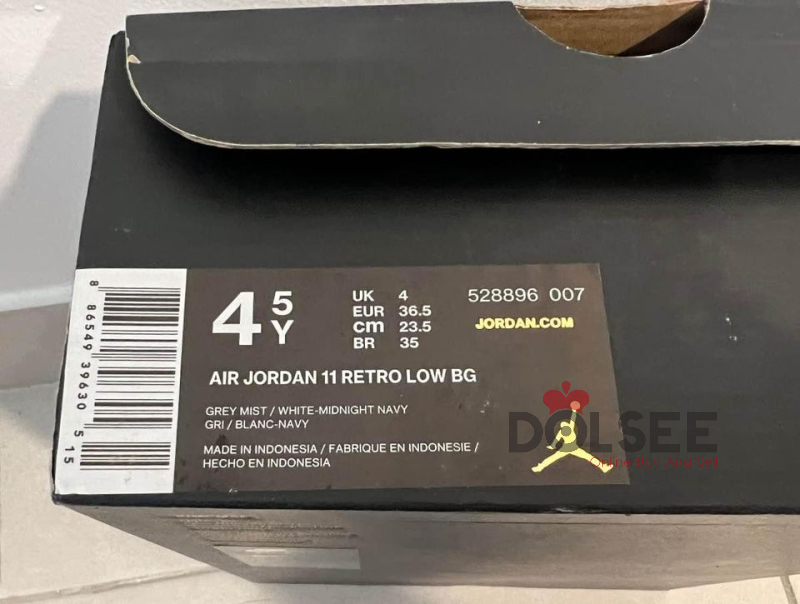 4 5 Y
UK 4
EUR 36.5
cm 23.5
BR 35
528896 007
JORDAN.COM
AIR JORDAN 11 RETRO LOW BG
GREY MIST / WHITE-MIDNIGHT NAVY
GRI / BLANC-NAVY
MADE IN INDONESIA / FABRIQUE EN INDONESIE /
HECHO EN INDONESIA
8 86549 39630 5 15
DOLSEE